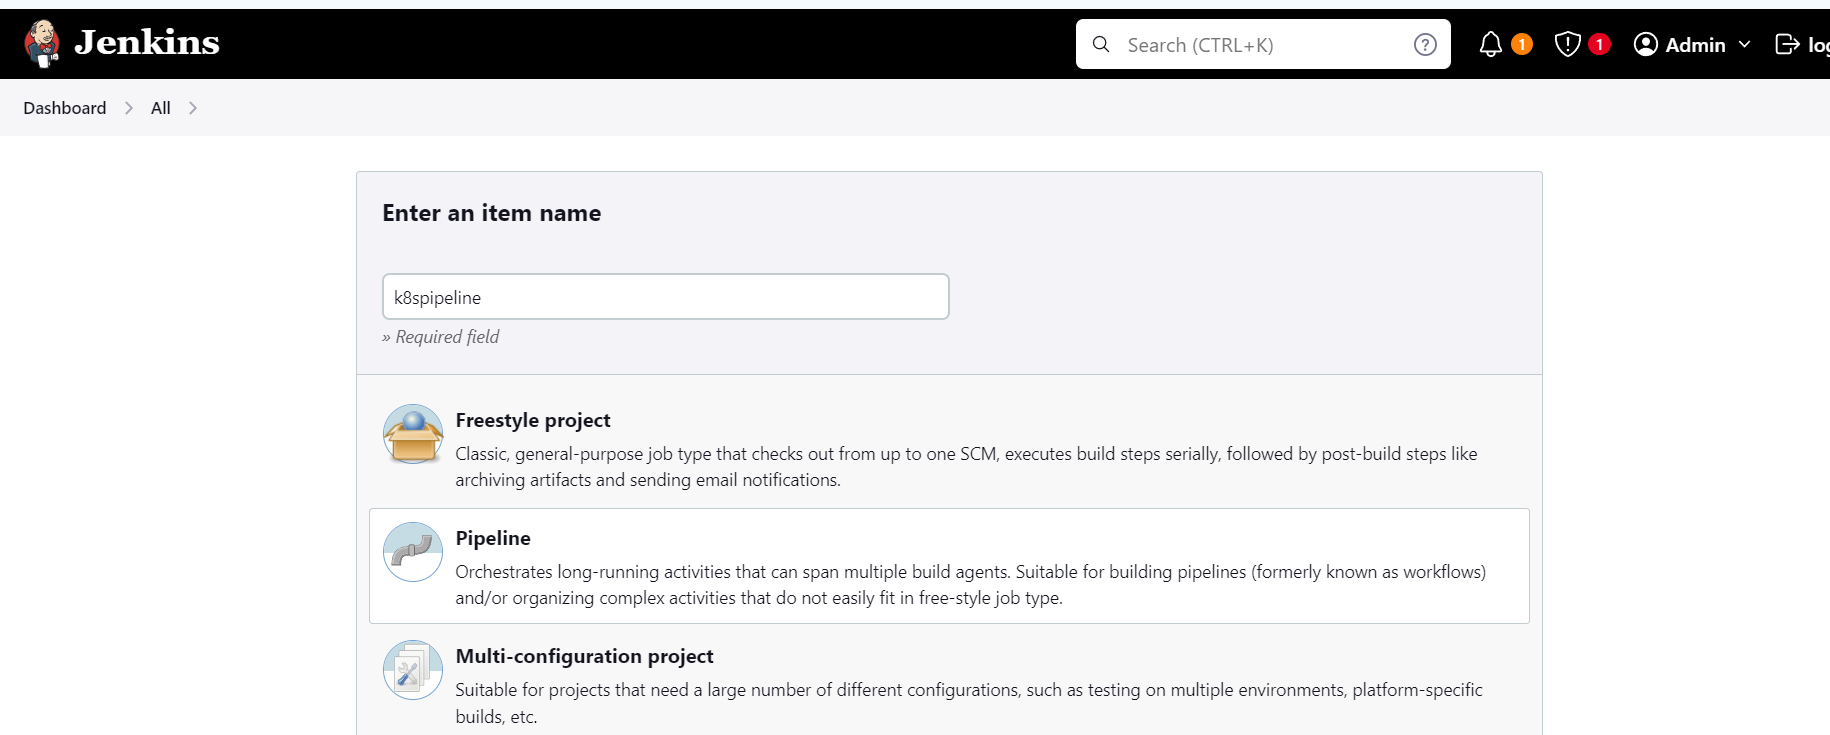 Jenkins
Search (CTRL+K)
1
1
Admin
Dashboard
All
Enter an item name
k8spipeline
» Required field
Freestyle project
Classic, general-purpose job type that checks out from up to one SCM, executes build steps serially, followed by post-build steps like
archiving artifacts and sending email notifications.
Pipeline
Orchestrates long-running activities that can span multiple build agents. Suitable for building pipelines (formerly known as workflows)
and/or organizing complex activities that do not easily fit in free-style job type.
Multi-configuration project
Suitable for projects that need a large number of different configurations, such as testing on multiple environments, platform-specific
builds, etc.